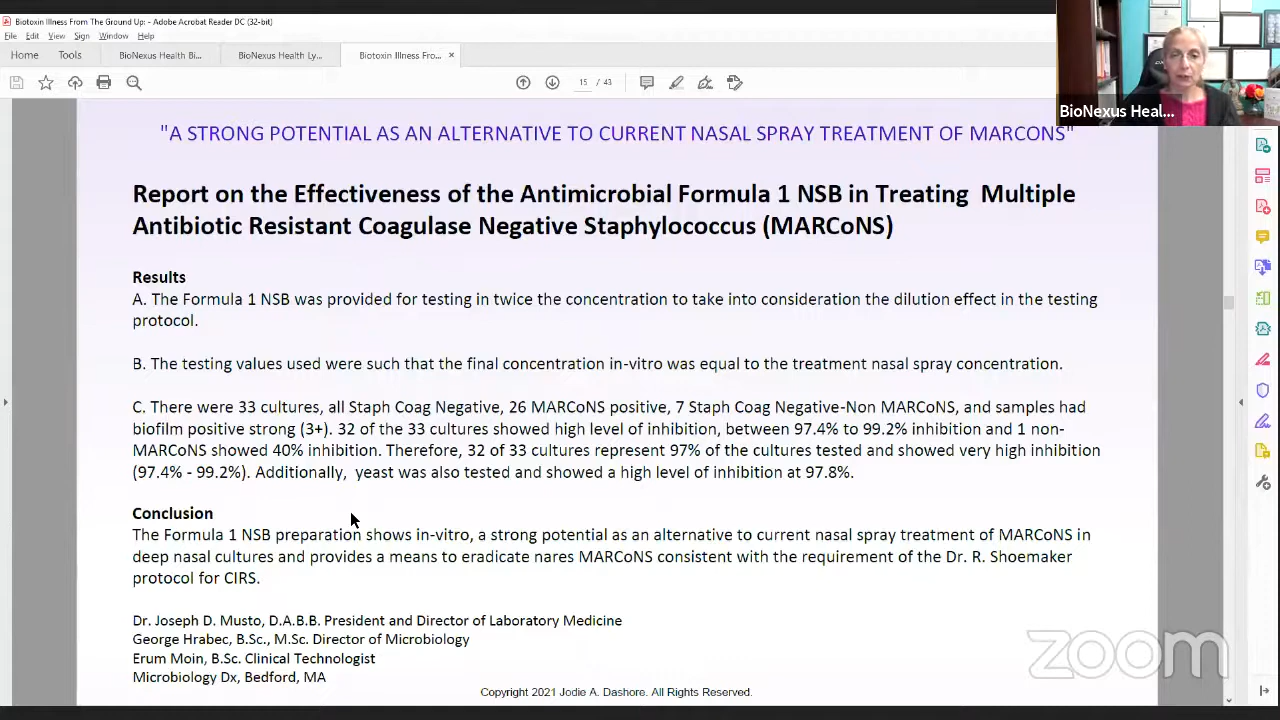 Biotoxin Illness From The Ground Up: - Adobe Acrobat Reader DC (32-bit)
File Edit View Sign Window Help
Home Tools BioNexus Health Bi... BioNexus Health Ly... Biotoxin Illness Fro... ×
15 / 43
BioNexus Heal...
"A STRONG POTENTIAL AS AN ALTERNATIVE TO CURRENT NASAL SPRAY TREATMENT OF MARCONS"
Report on the Effectiveness of the Antimicrobial Formula 1 NSB in Treating Multiple
Antibiotic Resistant Coagulase Negative Staphylococcus (MARCoNS)
Results
A. The Formula 1 NSB was provided for testing in twice the concentration to take into consideration the dilution effect in the testing
protocol.
B. The testing values used were such that the final concentration in-vitro was equal to the treatment nasal spray concentration.
C. There were 33 cultures, all Staph Coag Negative, 26 MARCoNS positive, 7 Staph Coag Negative-Non MARCoNS, and samples had
biofilm positive strong (3+). 32 of the 33 cultures showed high level of inhibition, between 97.4% to 99.2% inhibition and 1 non-
MARCoNS showed 40% inhibition. Therefore, 32 of 33 cultures represent 97% of the cultures tested and showed very high inhibition
(97.4% - 99.2%). Additionally, yeast was also tested and showed a high level of inhibition at 97.8%.
Conclusion
The Formula 1 NSB preparation shows in-vitro, a strong potential as an alternative to current nasal spray treatment of MARCoNS in
deep nasal cultures and provides a means to eradicate nares MARCoNS consistent with the requirement of the Dr. R. Shoemaker
protocol for CIRS.
Dr. Joseph D. Musto, D.A.B.B. President and Director of Laboratory Medicine
George Hrabec, B.Sc., M.Sc. Director of Microbiology
Erum Moin, B.Sc. Clinical Technologist
Microbiology Dx, Bedford, MA
Copyright 2021 Jodie A. Dashore. All Rights Reserved.
zoom